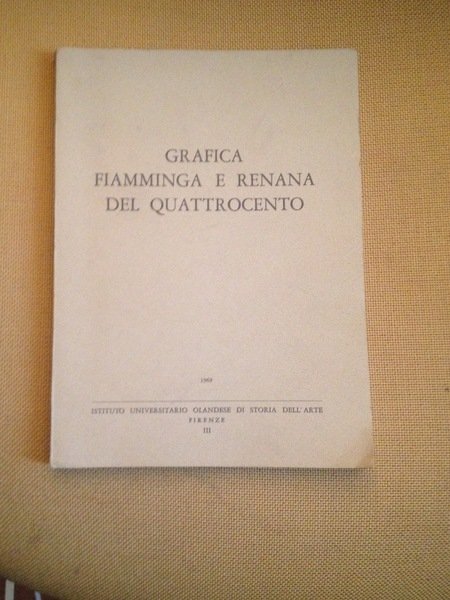 GRAFICA
FIAMMINGA E RENANA
DEL QUATTROCENTO
1969
ISTITUTO UNIVERSITARIO OLANDESE DI STORIA DELL'ARTE
FIRENZE
III